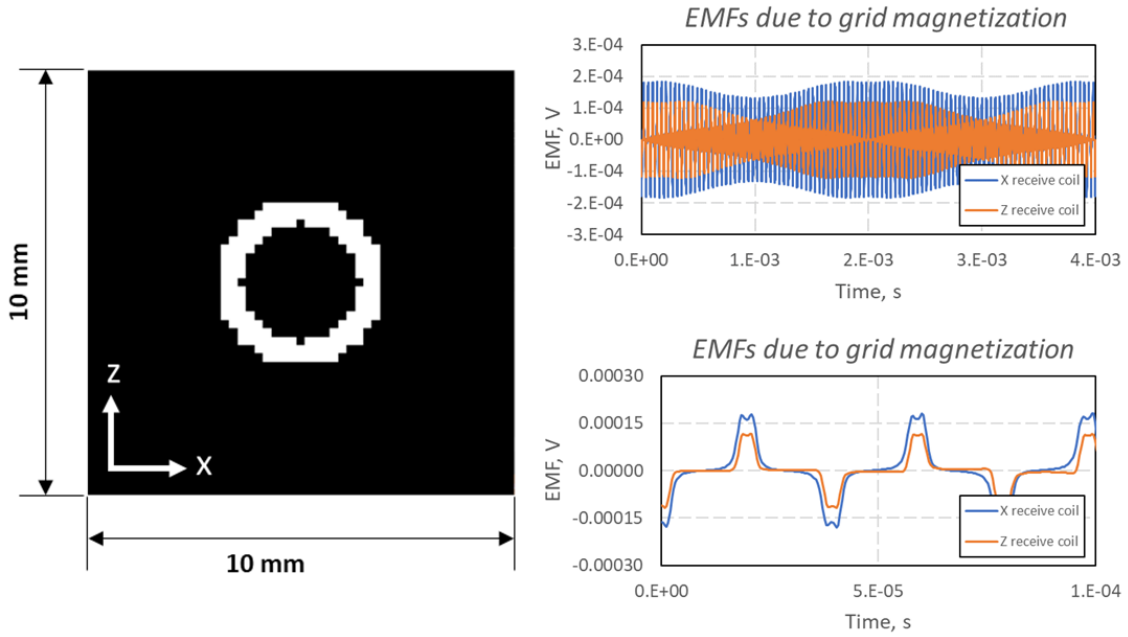 10 mm
Z
X
10 mm
EMFs due to grid magnetization
3.E-04
2.E-04
1.E-04
0.E+00
-1.E-04
-2.E-04
-3.E-04
EMF, V
X receive coil
Z receive coil
0.E+00 1.E-03 2.E-03 3.E-03 4.E-03
Time, s
EMFs due to grid magnetization
0.00030
0.00015
0.00000
-0.00015
-0.00030
EMF, V
X receive coil
Z receive coil
0.E+00 5.E-05 1.E-04
Time, s